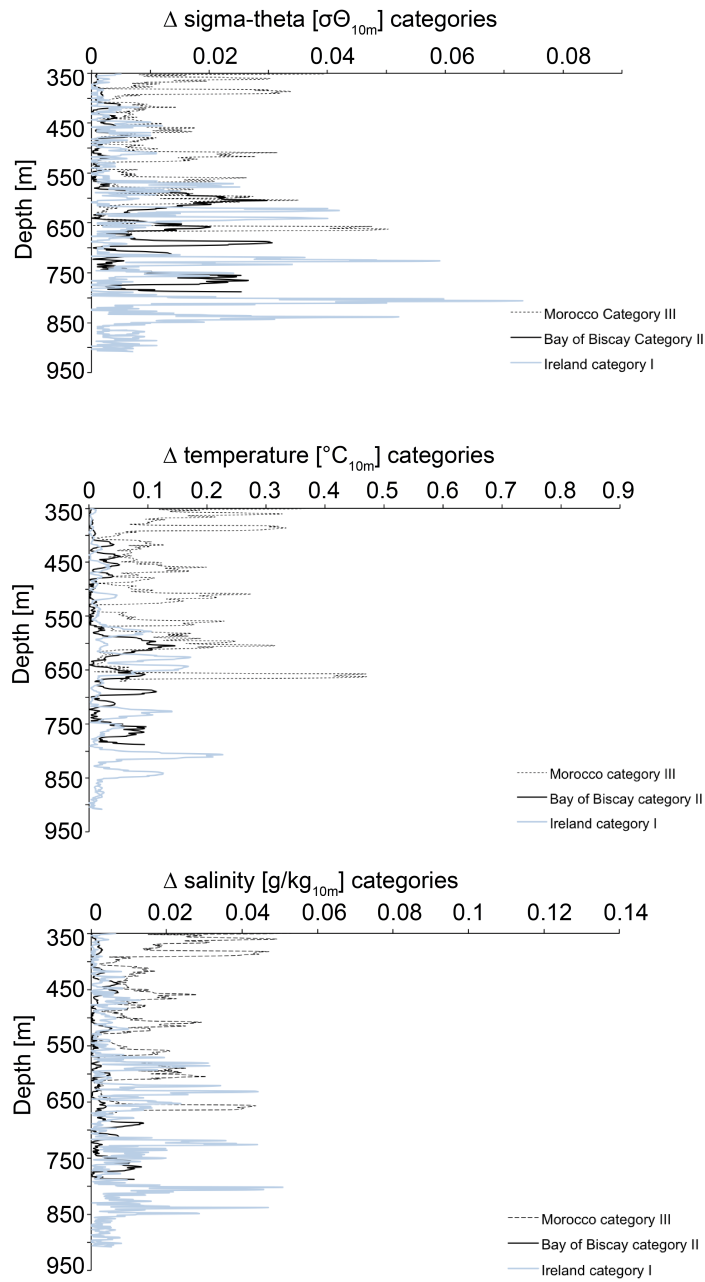 Δ sigma-theta [σΘ10m] categories
0 0.02 0.04 0.06 0.08
350
450
550
650
750
850
950
Depth [m]
Morocco Category III
Bay of Biscay Category II
Ireland category I
Δ temperature [°C10m] categories
0 0.1 0.2 0.3 0.4 0.5 0.6 0.7 0.8 0.9
350
450
550
650
750
850
950
Depth [m]
Morocco category III
Bay of Biscay category II
Ireland category I
Δ salinity [g/kg10m] categories
0 0.02 0.04 0.06 0.08 0.1 0.12 0.14
350
450
550
650
750
850
950
Depth [m]
Morocco category III
Bay of Biscay category II
Ireland category I